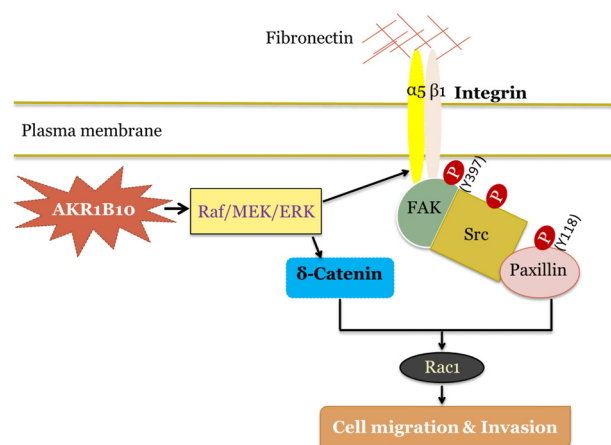 Fibronectin
α5 β1 Integrin
Plasma membrane
P
(Y397)
AKR1B10
Raf/MEK/ERK
FAK
P
Src
P
(Y118)
Paxillin
δ-Catenin
Rac1
Cell migration & Invasion